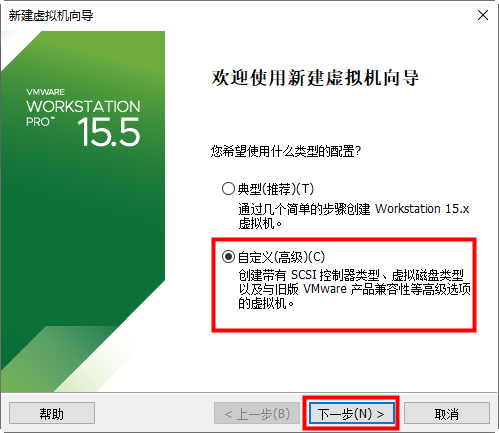 新建虚拟机向导
VMWARE
WORKSTATION
PRO™
15.5
欢迎使用新建虚拟机向导
您希望使用什么类型的配置?
典型(推荐)(T)
通过几个简单的步骤创建 Workstation 15.x
虚拟机。
自定义(高级)(C)
创建带有 SCSI 控制器类型、虚拟磁盘类型
以及与旧版 VMware 产品兼容性等高级选项
的虚拟机。
帮助
< 上一步(B)
下一步(N) >
取消